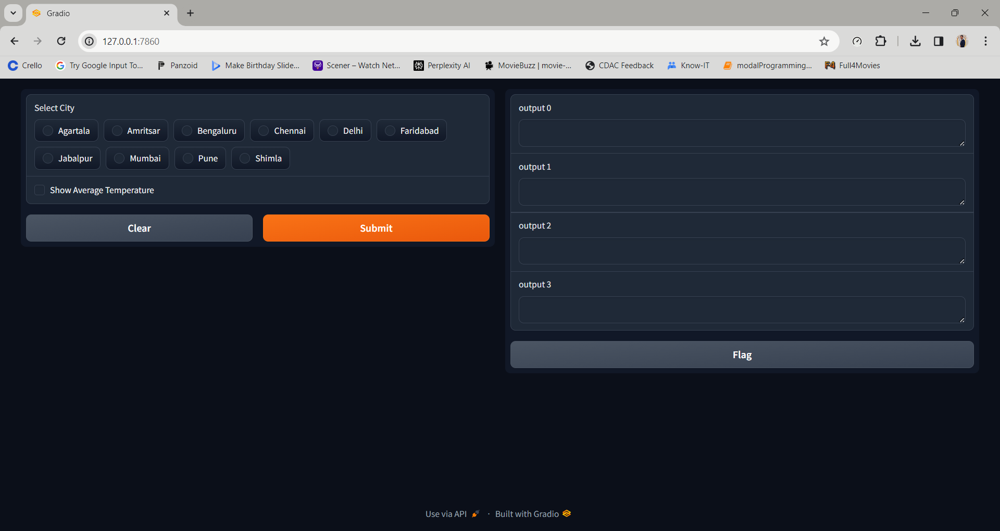 Gradio
127.0.0.1:7860
Crello Try Google Input To... Panzoid Make Birthday Slide... Scener – Watch Net... Perplexity AI MovieBuzz | movie-... CDAC Feedback Know-IT modalProgramming... F4 Full4Movies
Select City
Agartala Amritsar Bengaluru Chennai Delhi Faridabad
Jabalpur Mumbai Pune Shimla
Show Average Temperature
Clear Submit
output 0
output 1
output 2
output 3
Flag
Use via API · Built with Gradio